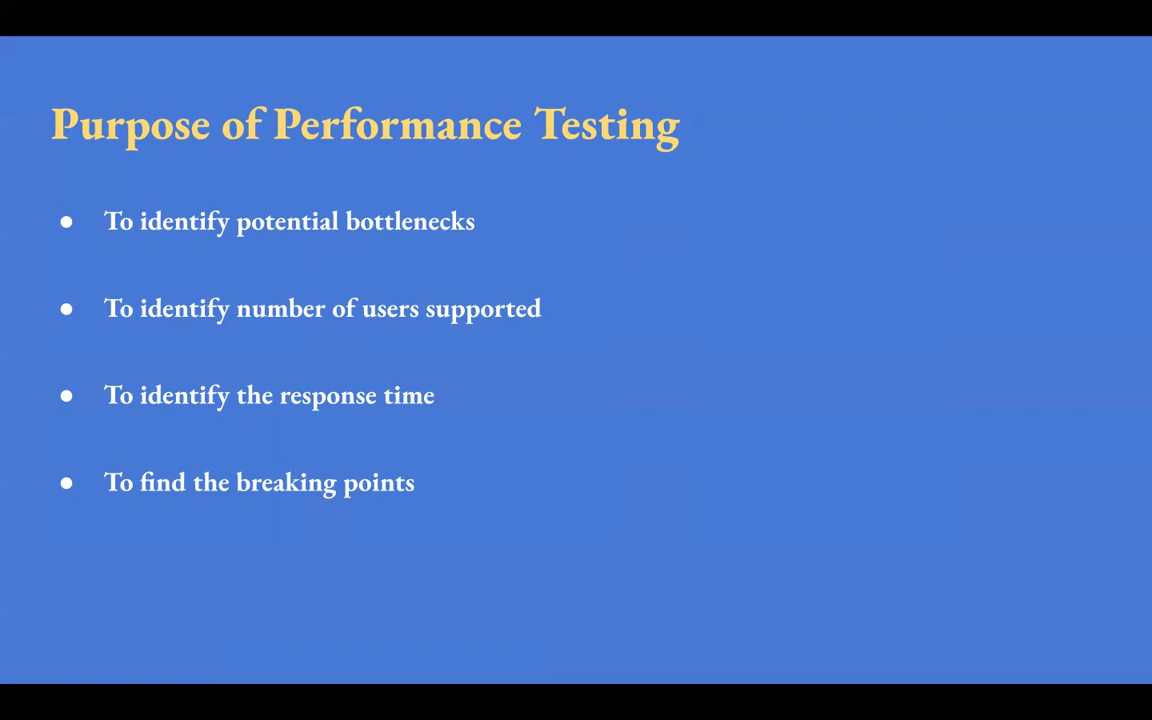 Purpose of Performance Testing
● To identify potential bottlenecks
● To identify number of users supported
● To identify the response time
● To find the breaking points